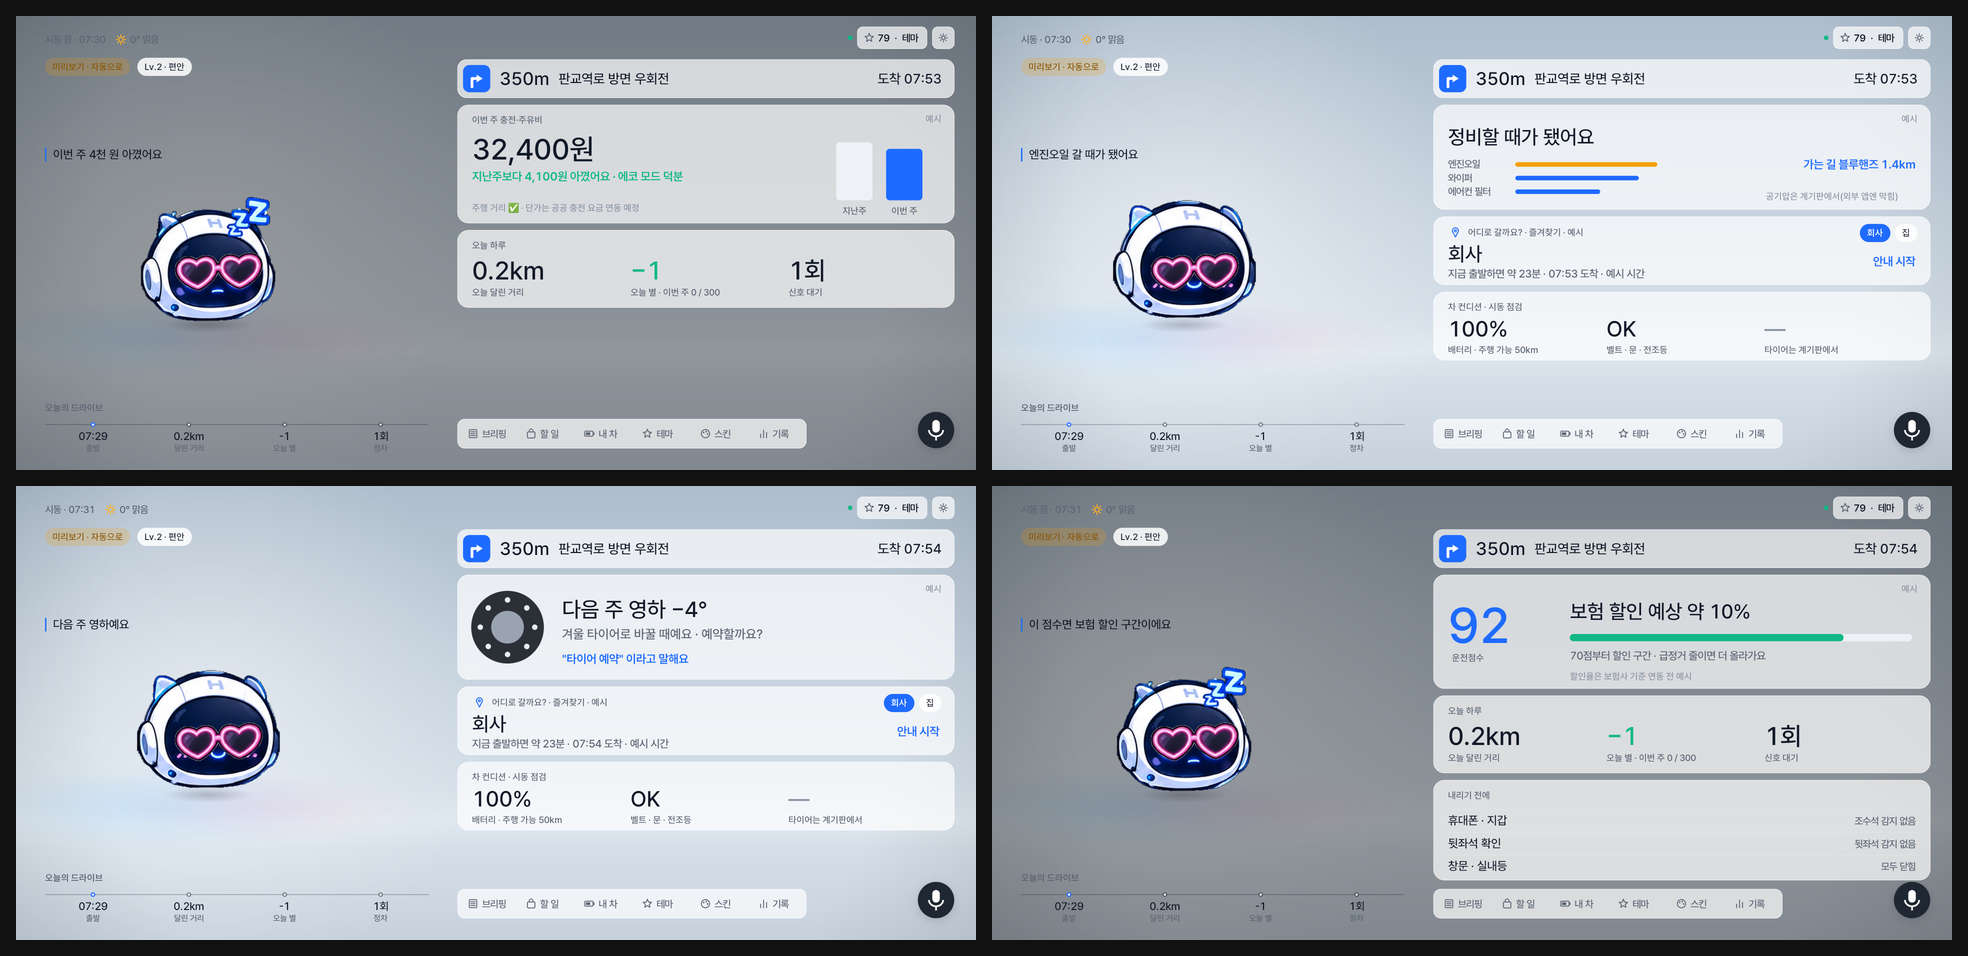 시동 끔 · 07:30 0° 맑음
미리보기 · 자동으로 Lv.2 · 편안
79 · 테마
350m 판교역로 방면 우회전 도착 07:53
이번 주 4천 원 아꼈어요
이번 주 충전·주유비 예시
32,400원
지난주보다 4,100원 아꼈어요 · 에코 모드 덕분
주행 거리 ✅ · 단가는 공공 충전 요금 연동 예정
지난주 이번 주
오늘 하루
0.2km −1 1회
오늘 달린 거리 오늘 별 · 이번 주 0 / 300 신호 대기
오늘의 드라이브
07:29 0.2km -1 1회
출발 달린 거리 오늘 별 정차
브리핑 할 일 내 차 테마 스킨 기록
시동 · 07:30 0° 맑음
미리보기 · 자동으로 Lv.2 · 편안
79 · 테마
350m 판교역로 방면 우회전 도착 07:53
엔진오일 갈 때가 됐어요
예시
정비할 때가 됐어요
엔진오일 가는 길 블루핸즈 1.4km
와이퍼
에어컨 필터
공기압은 계기판에서(외부 앱엔 막힘)
어디로 갈까요? · 즐겨찾기 · 예시 회사 집
회사
안내 시작
지금 출발하면 약 23분 · 07:53 도착 · 예시 시간
차 컨디션 · 시동 점검
100% OK —
배터리 · 주행 가능 50km 벨트 · 문 · 전조등 타이어는 계기판에서
오늘의 드라이브
07:29 0.2km -1 1회
출발 달린 거리 오늘 별 정차
브리핑 할 일 내 차 테마 스킨 기록
시동 · 07:31 0° 맑음
미리보기 · 자동으로 Lv.2 · 편안
79 · 테마
350m 판교역로 방면 우회전 도착 07:54
다음 주 영하예요
예시
다음 주 영하 −4°
겨울 타이어로 바꿀 때예요 · 예약할까요?
"타이어 예약" 이라고 말해요
어디로 갈까요? · 즐겨찾기 · 예시 회사 집
회사
안내 시작
지금 출발하면 약 23분 · 07:54 도착 · 예시 시간
차 컨디션 · 시동 점검
100% OK —
배터리 · 주행 가능 50km 벨트 · 문 · 전조등 타이어는 계기판에서
오늘의 드라이브
07:29 0.2km -1 1회
출발 달린 거리 오늘 별 정차
브리핑 할 일 내 차 테마 스킨 기록
시동 끔 · 07:31 0° 맑음
미리보기 · 자동으로 Lv.2 · 편안
79 · 테마
350m 판교역로 방면 우회전 도착 07:54
이 점수면 보험 할인 구간이에요
예시
92
운전점수
보험 할인 예상 약 10%
70점부터 할인 구간 · 급정거 줄이면 더 올라가요
할인율은 보험사 기준 연동 전 예시
오늘 하루
0.2km −1 1회
오늘 달린 거리 오늘 별 · 이번 주 0 / 300 신호 대기
내리기 전에
휴대폰 · 지갑 조수석 감지 없음
뒷좌석 확인 뒷좌석 감지 없음
창문 · 실내등 모두 닫힘
오늘의 드라이브
07:29 0.2km -1 1회
출발 달린 거리 오늘 별 정차
브리핑 할 일 내 차 테마 스킨 기록